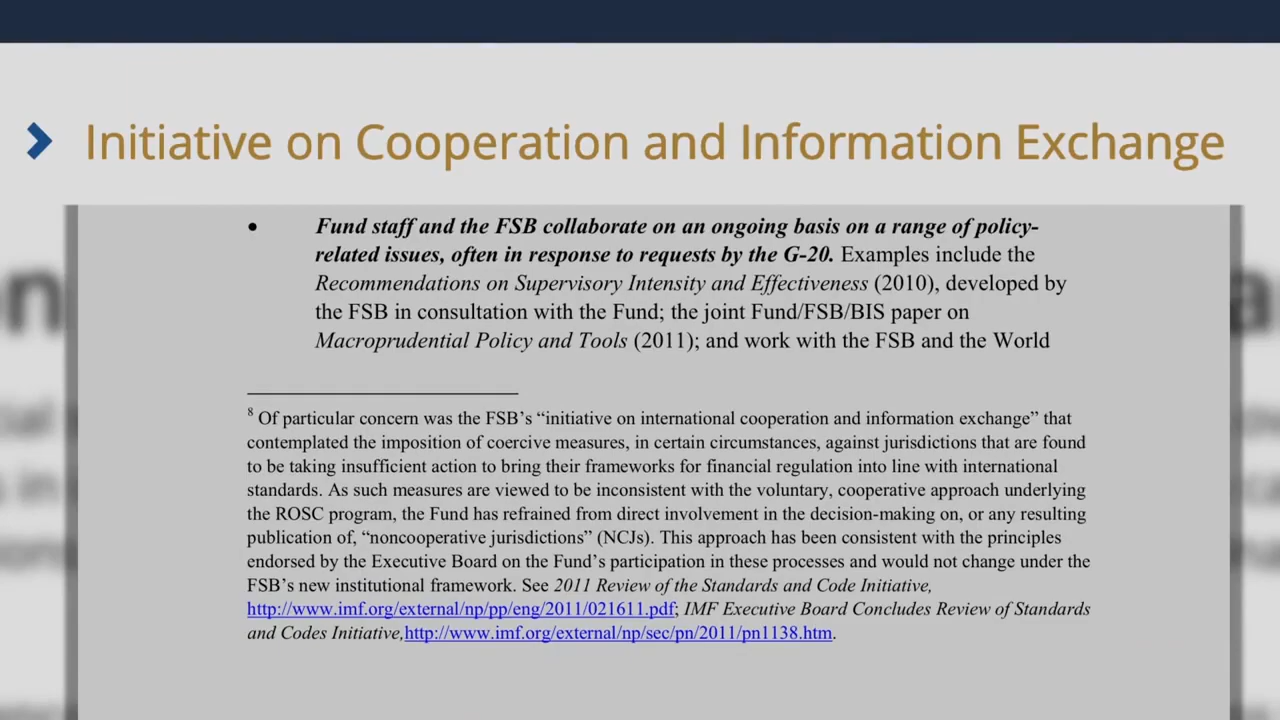 Initiative on Cooperation and Information Exchange
• Fund staff and the FSB collaborate on an ongoing basis on a range of policy-
related issues, often in response to requests by the G-20. Examples include the
Recommendations on Supervisory Intensity and Effectiveness (2010), developed by
the FSB in consultation with the Fund; the joint Fund/FSB/BIS paper on
Macroprudential Policy and Tools (2011); and work with the FSB and the World
8 Of particular concern was the FSB's “initiative on international cooperation and information exchange” that
contemplated the imposition of coercive measures, in certain circumstances, against jurisdictions that are found
to be taking insufficient action to bring their frameworks for financial regulation into line with international
standards. As such measures are viewed to be inconsistent with the voluntary, cooperative approach underlying
the ROSC program, the Fund has refrained from direct involvement in the decision-making on, or any resulting
publication of, “noncooperative jurisdictions” (NCJs). This approach has been consistent with the principles
endorsed by the Executive Board on the Fund's participation in these processes and would not change under the
FSB's new institutional framework. See 2011 Review of the Standards and Code Initiative,
http://www.imf.org/external/np/pp/eng/2011/021611.pdf; IMF Executive Board Concludes Review of Standards
and Codes Initiative,http://www.imf.org/external/np/sec/pn/2011/pn1138.htm.